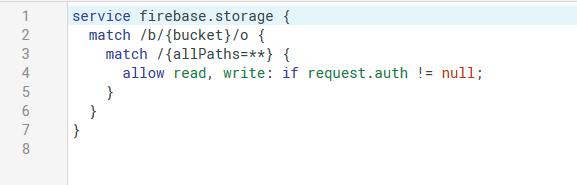 1 service firebase.storage {
2   match /b/{bucket}/o {
3     match /{allPaths=**} {
4       allow read, write: if request.auth != null;
5     }
6   }
7 }
8